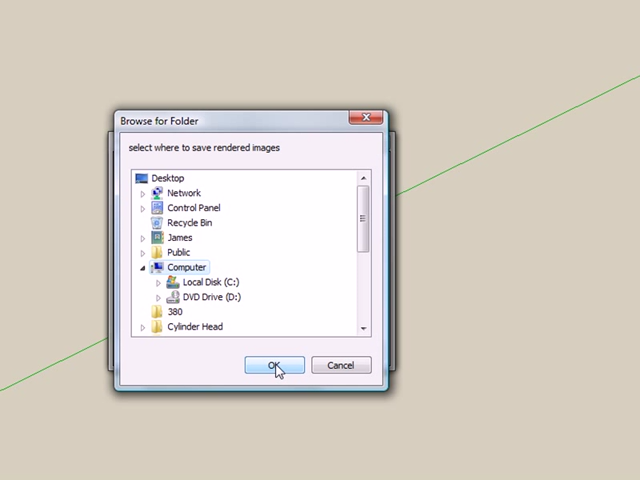 Browse for Folder
select where to save rendered images
Desktop
Network
Control Panel
Recycle Bin
James
Public
Computer
Local Disk (C:)
DVD Drive (D:)
380
Cylinder Head
OK
Cancel